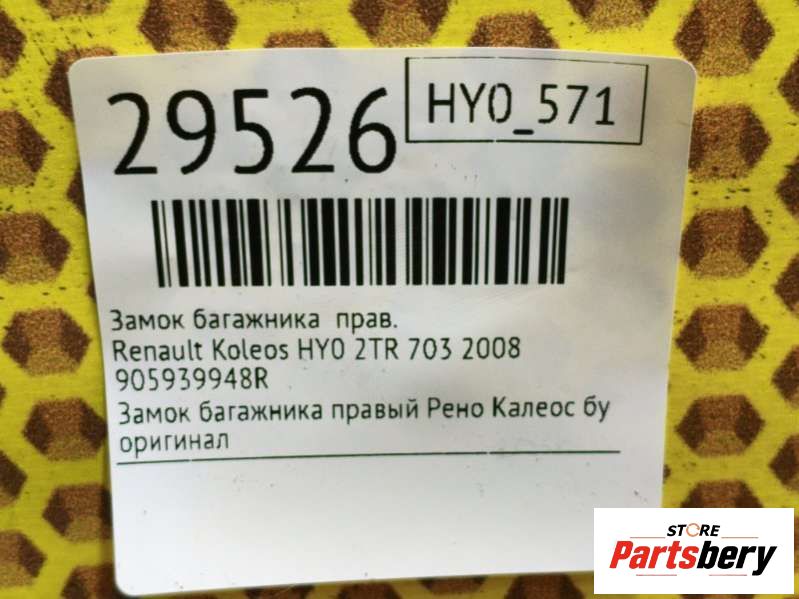 29526
HY0_571
Замок багажника прав.
Renault Koleos HY0 2TR 703 2008
905939948R
Замок багажника правый Рено Калеос бу
оригинал
STORE
Partsbery